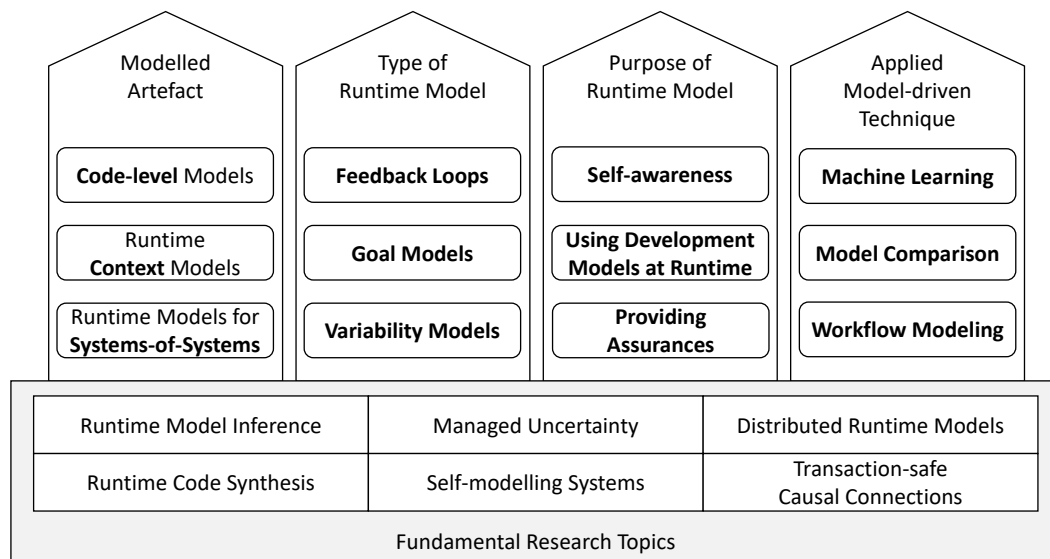 Modelled
Artefact
Code-level Models
Runtime
Context Models
Runtime Models for
Systems-of-Systems
Type of
Runtime Model
Feedback Loops
Goal Models
Variability Models
Purpose of
Runtime Model
Self-awareness
Using Development
Models at Runtime
Providing
Assurances
Applied
Model-driven
Technique
Machine Learning
Model Comparison
Workflow Modeling
Runtime Model Inference
Managed Uncertainty
Distributed Runtime Models
Runtime Code Synthesis
Self-modelling Systems
Transaction-safe
Causal Connections
Fundamental Research Topics